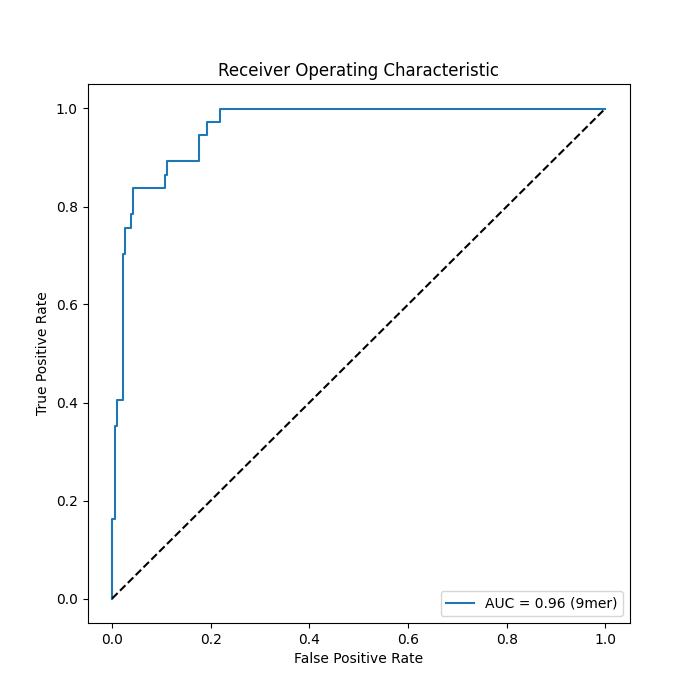 Receiver Operating Characteristic
1.0
0.8
0.6
0.4
0.2
0.0
True Positive Rate
AUC = 0.96 (9mer)
0.0 0.2 0.4 0.6 0.8 1.0
False Positive Rate